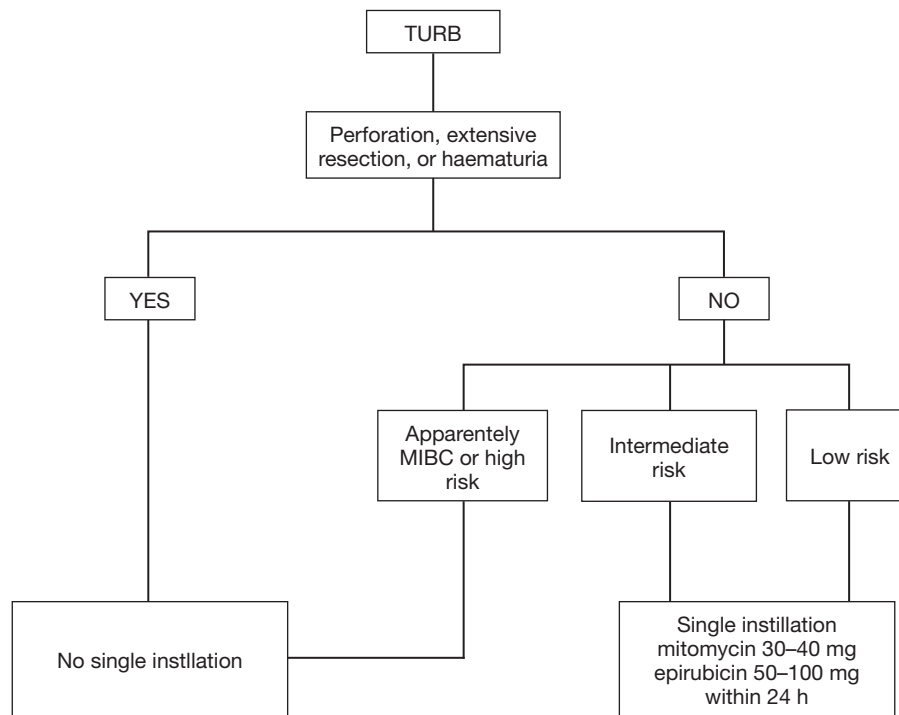 TURB
Perforation, extensive
resection, or haematuria
YES
NO
Apparentely
MIBC or high
risk
Intermediate
risk
Low risk
No single instllation
Single instillation
mitomycin 30–40 mg
epirubicin 50–100 mg
within 24 h